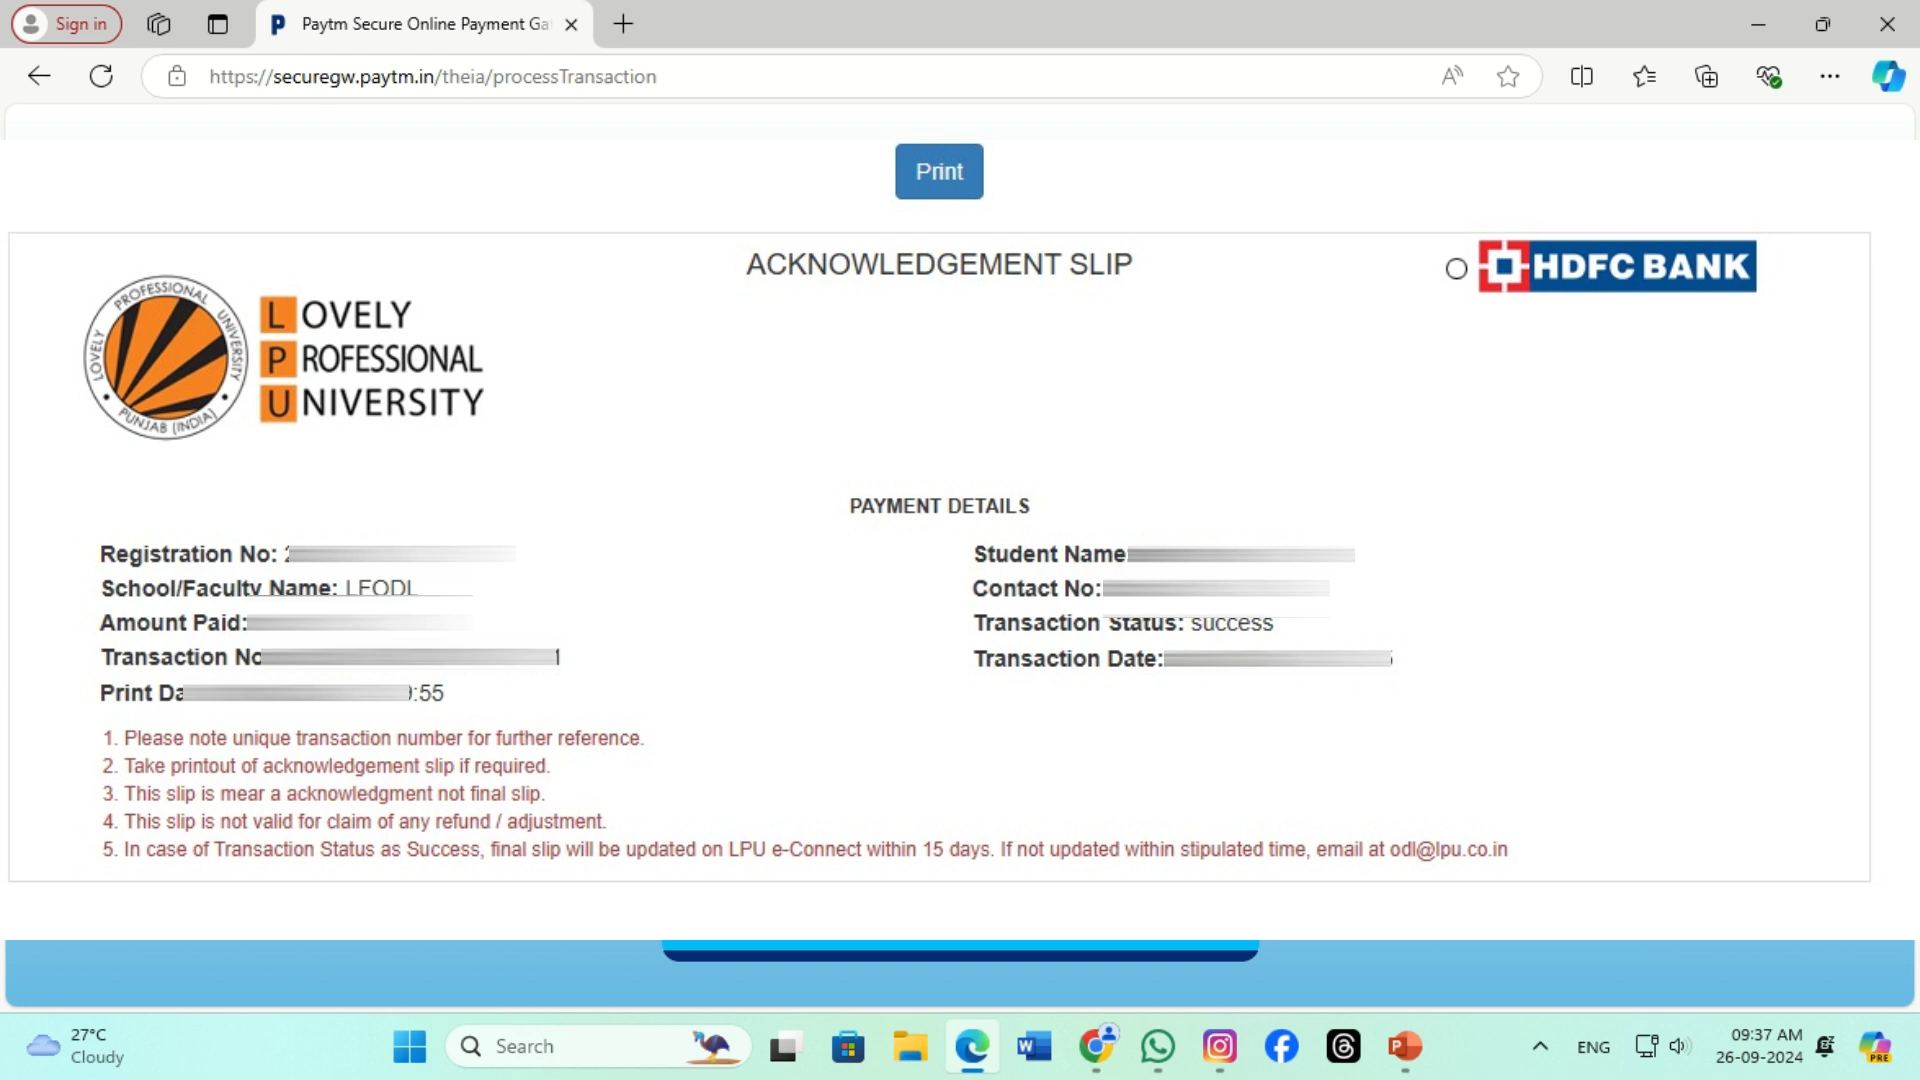 Sign in
Paytm Secure Online Payment Ga
https://securegw.paytm.in/theia/processTransaction
Print
ACKNOWLEDGEMENT SLIP
HDFC BANK
LOVELY PROFESSIONAL UNIVERSITY
PUNJAB (INDIA)
LOVELY
PROFESSIONAL
UNIVERSITY
PAYMENT DETAILS
Registration No:
Student Name
School/Faculty Name: LEODL
Contact No:
Amount Paid:
Transaction Status: success
Transaction No
Transaction Date:
Print Da :55
1. Please note unique transaction number for further reference.
2. Take printout of acknowledgement slip if required.
3. This slip is mear a acknowledgment not final slip.
4. This slip is not valid for claim of any refund / adjustment.
5. In case of Transaction Status as Success, final slip will be updated on LPU e-Connect within 15 days. If not updated within stipulated time, email at odl@lpu.co.in
27°C
Cloudy
Search
ENG
09:37 AM
26-09-2024
PRE